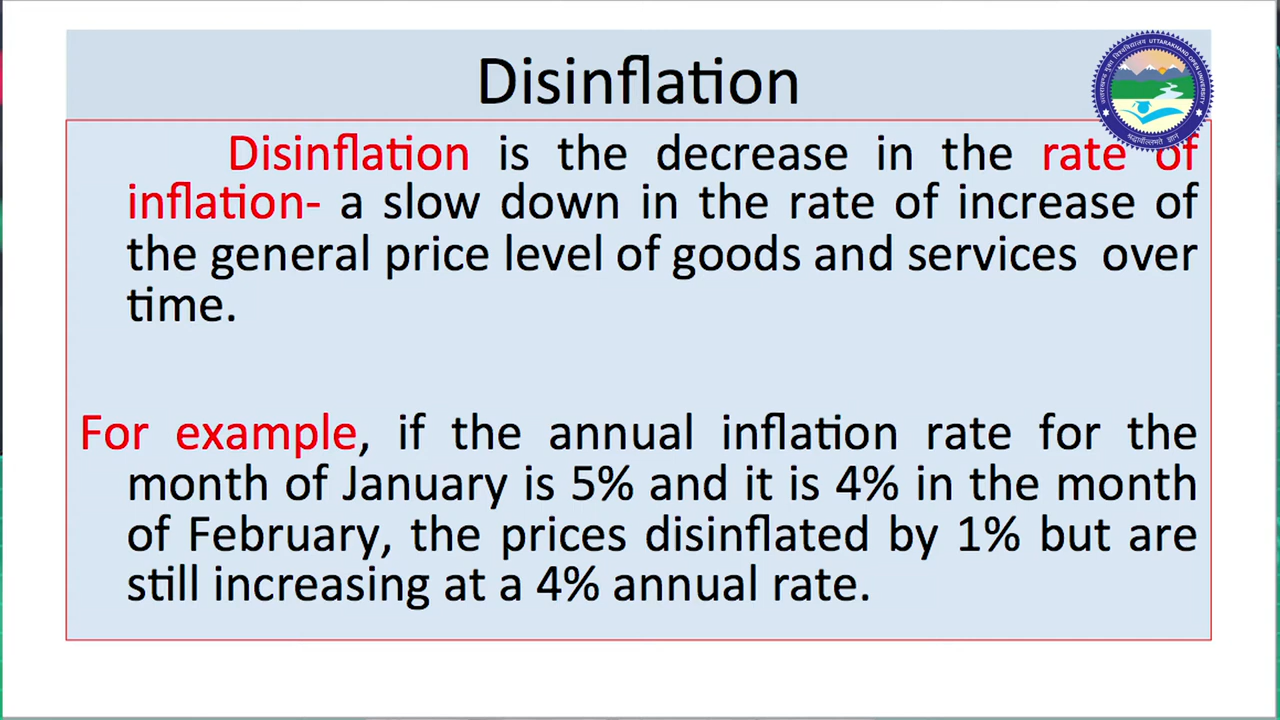 Disinflation
UTTARAKHAND OPEN UNIVERSITY
Disinflation is the decrease in the rate of
inflation- a slow down in the rate of increase of
the general price level of goods and services over
time.
For example, if the annual inflation rate for the
month of January is 5% and it is 4% in the month
of February, the prices disinflated by 1% but are
still increasing at a 4% annual rate.